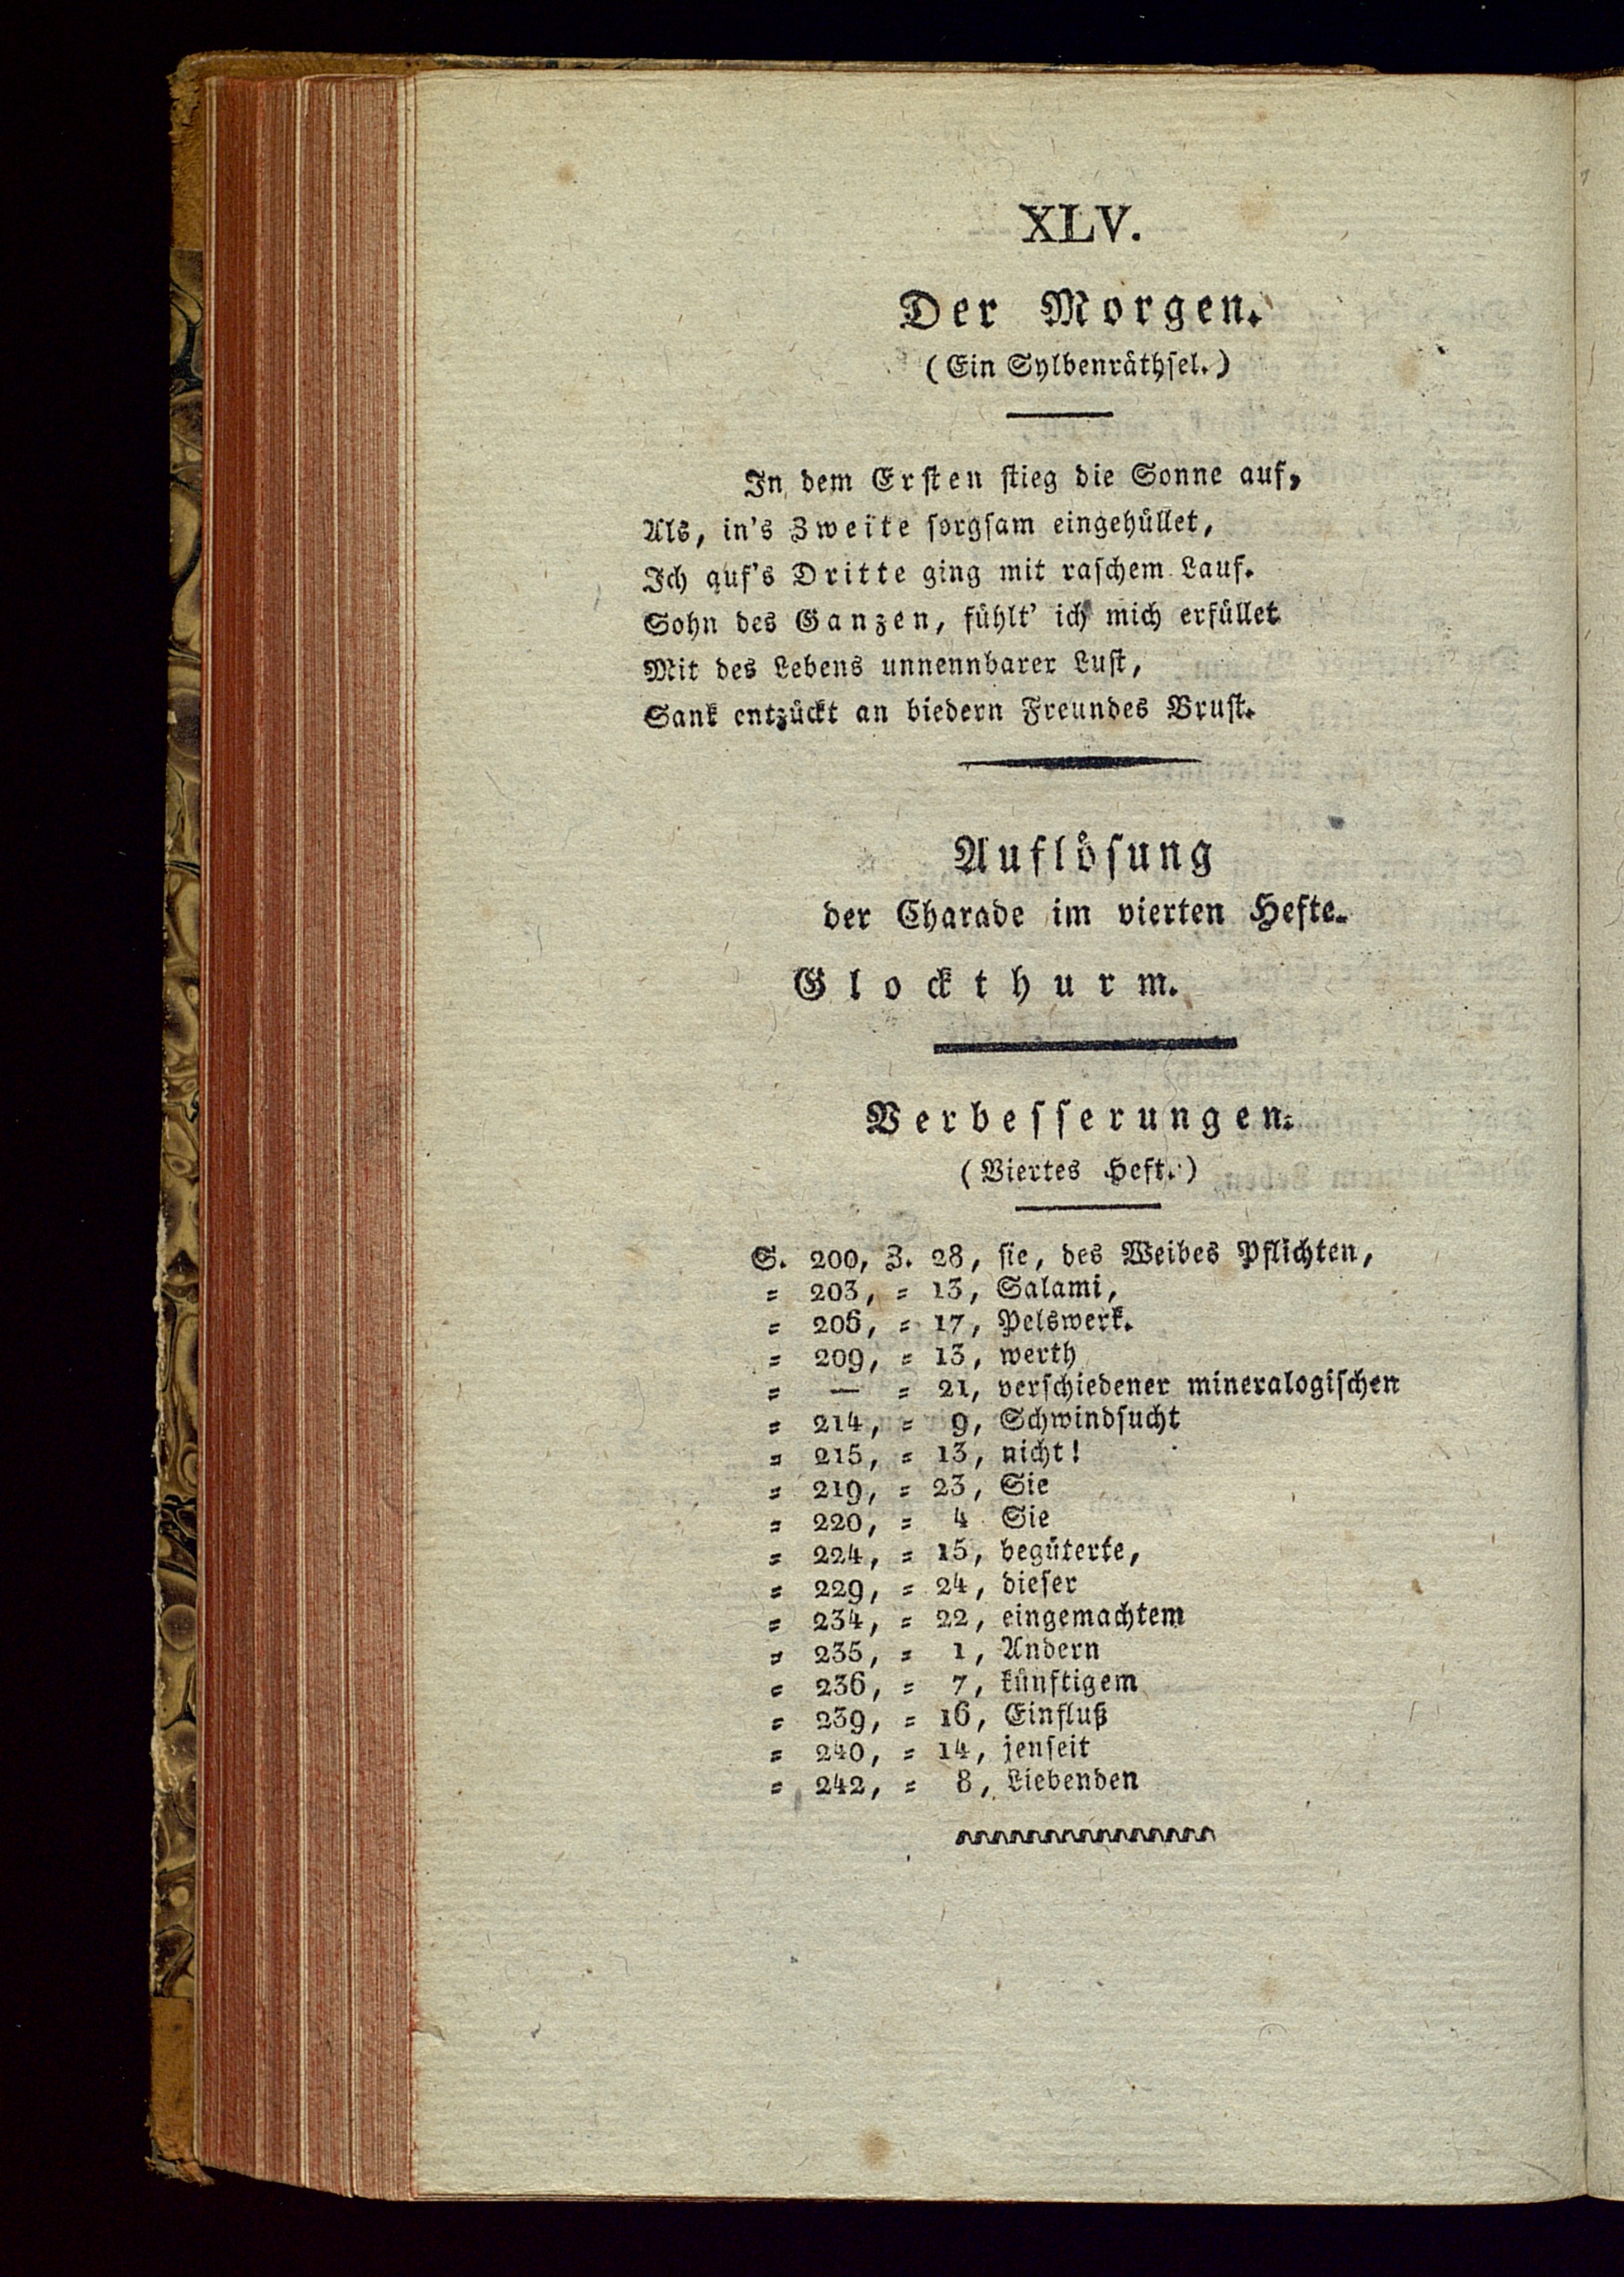 XLV.
Der Morgen.
(Ein Sylbenräthsel.)
In dem Ersten stieg die Sonne auf,
Als, in's Zweite sorgsam eingehüllet,
Ich auf's Dritte ging mit raschem Lauf.
Sohn des Ganzen, fühlt' ich mich erfüllet
Mit des Lebens unnennbarer Lust,
Sank entzückt an biedern Freundes Brust.
Auflösung
der Charade im vierten Hefte.
Glockthurm.
Verbesserungen.
(Viertes Heft.)
S. 200, Z. 28, sie, des Weibes Pflichten,
= 203, = 13, Salami,
= 206, = 17, Pelswerk.
= 209, = 13, werth
= — = 21, verschiedener mineralogischen
= 214, = 9, Schwindsucht
= 215, = 13, nicht!
= 219, = 23, Sie
= 220, = 4 Sie
= 224, = 15, begüterte,
= 229, = 24, dieser
= 234, = 22, eingemachtem
= 235, = 1, Andern
= 236, = 7, künftigem
= 239, = 16, Einfluß
= 240, = 14, jenseit
= 242, = 8, Liebenden